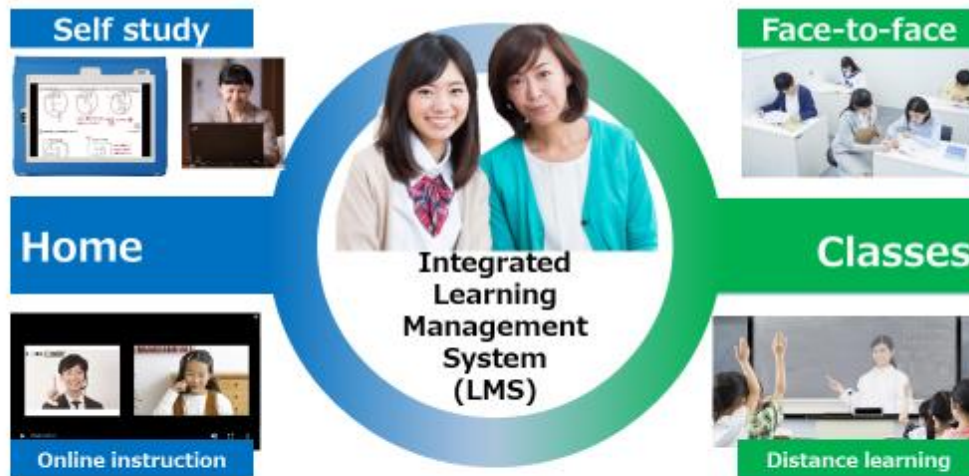 Self study
Face-to-face
Home
Classes
Integrated
Learning
Management
System
(LMS)
Online instruction
Distance learning